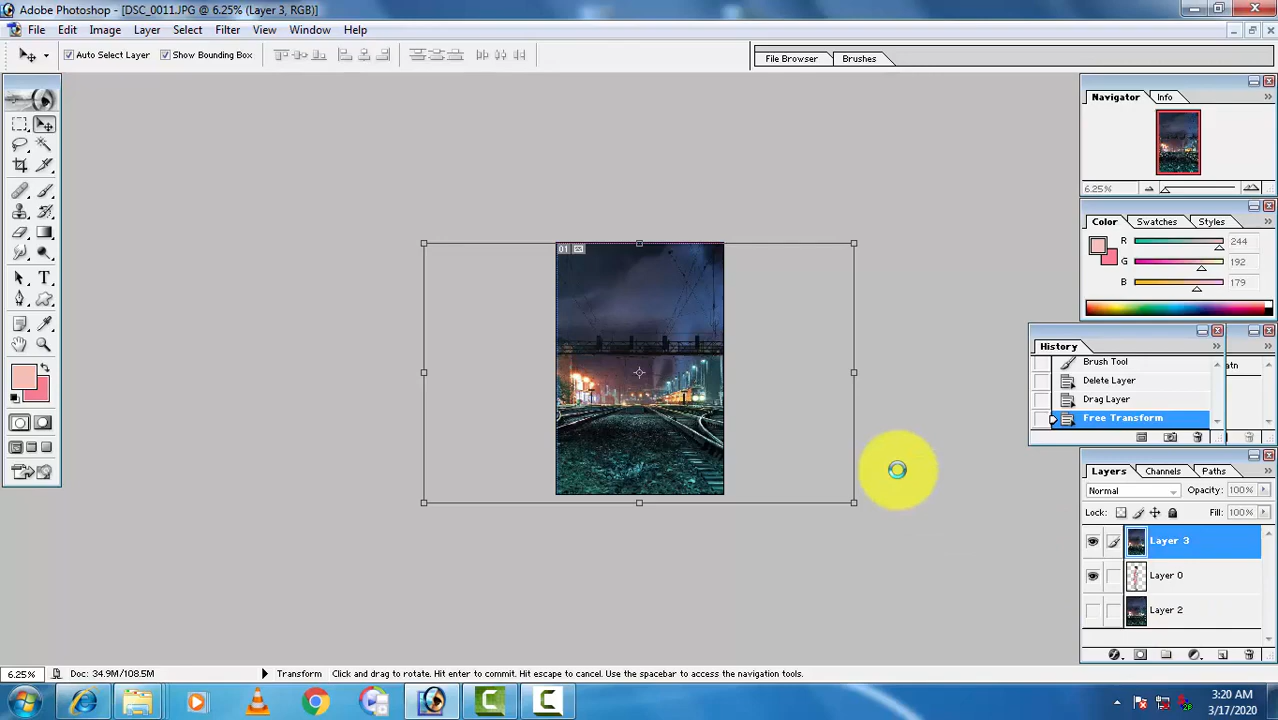 Adobe Photoshop - [DSC_0011.JPG @ 6.25% (Layer 3, RGB)]
File Edit Image Layer Select Filter View Window Help
Auto Select Layer Show Bounding Box
File Browser Brushes
Navigator Info
6.25%
Color Swatches Styles
R 244
G 192
B 179
01
History
Brush Tool
Delete Layer
Drag Layer
Free Transform
Layers Channels Paths
Normal Opacity: 100%
Lock: Fill: 100%
Layer 3
Layer 0
Layer 2
6.25% Doc: 34.9M/108.5M Transform Click and drag to rotate. Hit enter to commit. Hit escape to cancel. Use the spacebar to access the navigation tools.
3:20 AM
3/17/2020